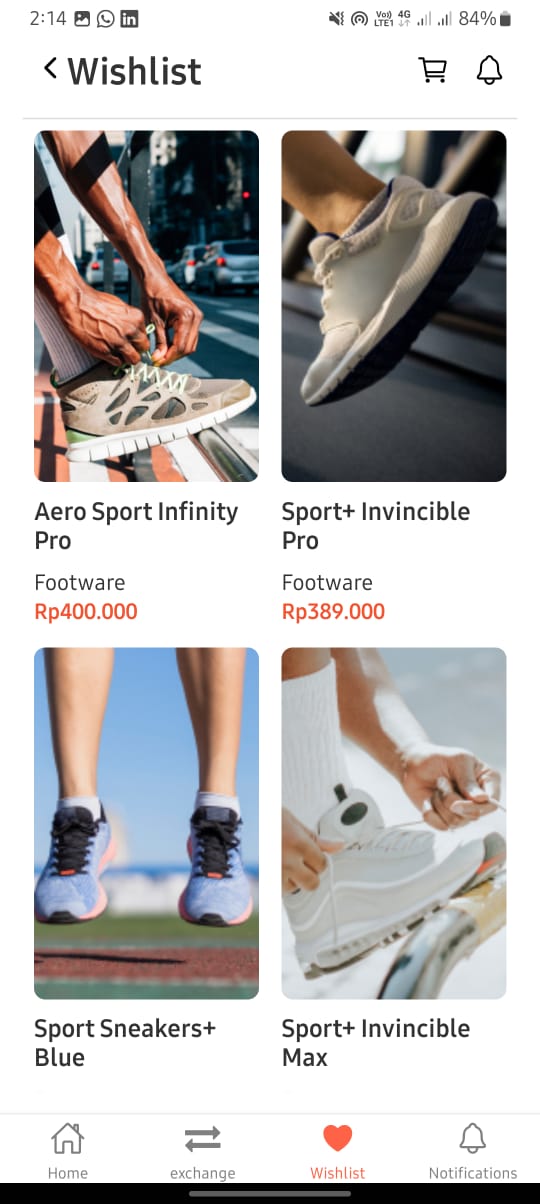 2:14
Vo)) 4G
LTE1
84%
Wishlist
Aero Sport Infinity
Pro
Footware
Rp400.000
Sport+ Invincible
Pro
Footware
Rp389.000
Sport Sneakers+
Blue
Sport+ Invincible
Max
Home
exchange
Wishlist
Notifications